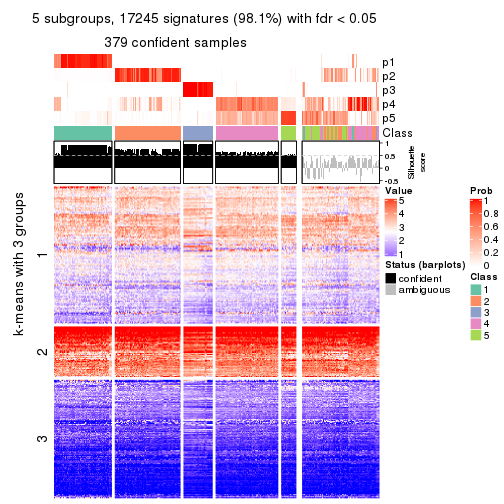 5 subgroups, 17245 signatures (98.1%) with fdr < 0.05
379 confident samples
p1
p2
p3
p4
p5
Class
1
0.5
0
-0.5
Silhouette
score
k-means with 3 groups
1
2
3
Value
5
4
3
2
1
Status (barplots)
confident
ambiguous
Prob
1
0.8
0.6
0.4
0.2
0
Class
1
2
3
4
5